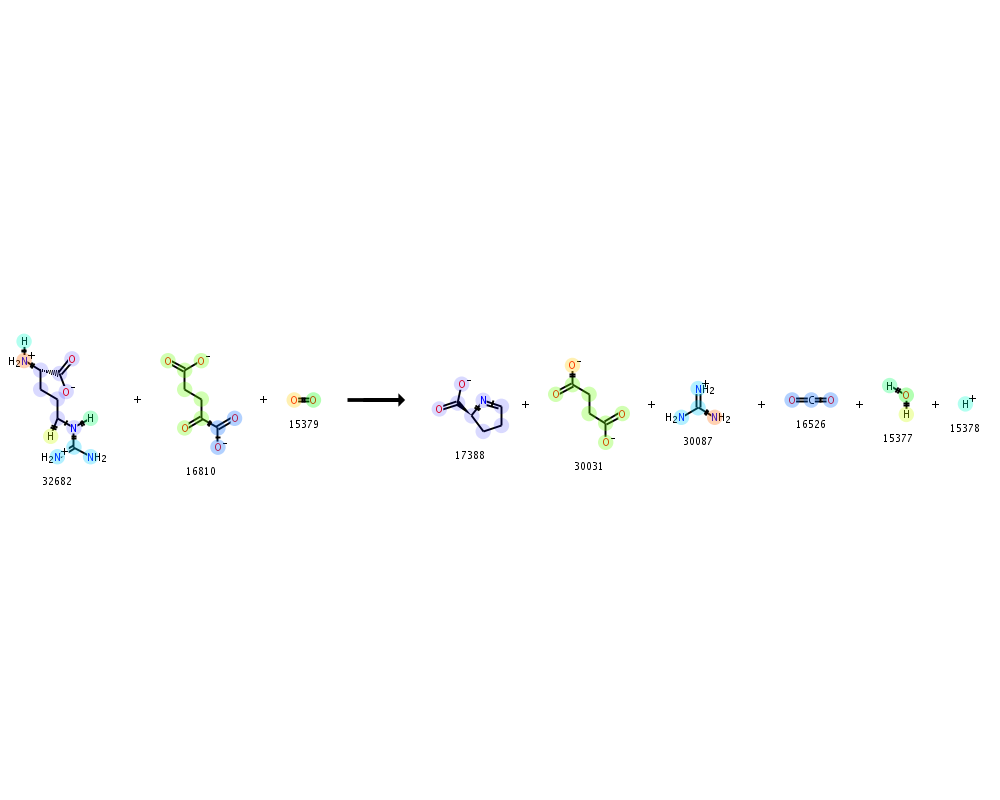 H
H₂N⁺ O
O⁻
N H
H
H₂N⁺ NH₂
32682
+
O O⁻
O O
O⁻
16810
+
O O
15379
O⁻
O N
17388
+
O⁻
O O
O⁻
30031
+
NH₂⁺
H₂N NH₂
30087
+
O C O
16526
+
H O
H
15377
+
H⁺
15378